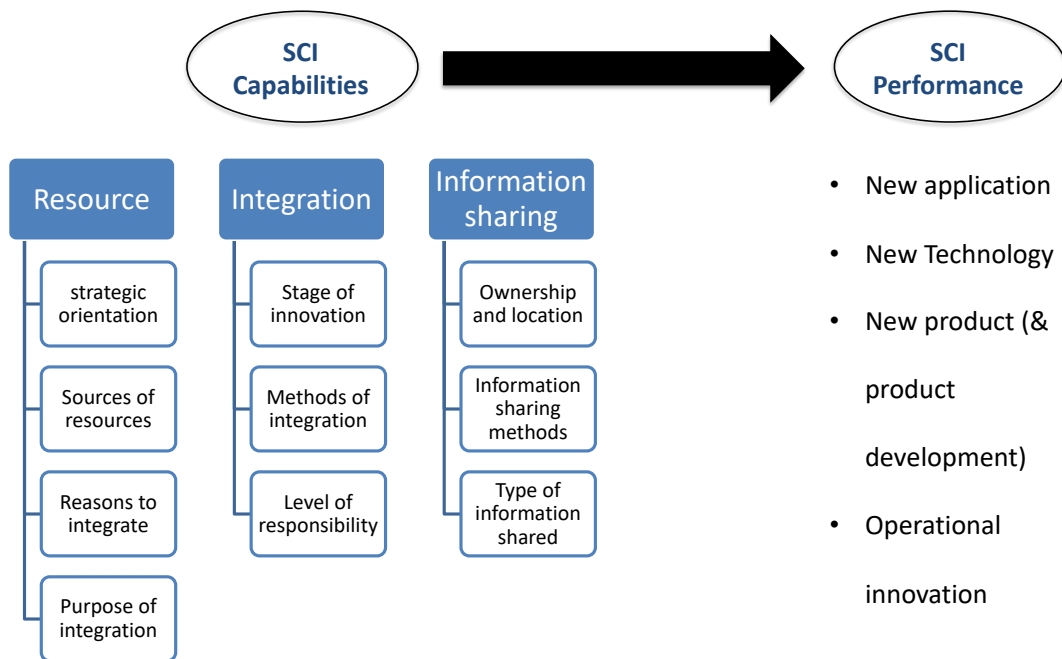 SCI
Capabilities
SCI
Performance
Resource
strategic
orientation
Sources of
resources
Reasons to
integrate
Purpose of
integration
Integration
Stage of
innovation
Methods of
integration
Level of
responsibility
Information
sharing
Ownership
and location
Information
sharing
methods
Type of
information
shared
• New application
• New Technology
• New product (&
product
development)
• Operational
innovation